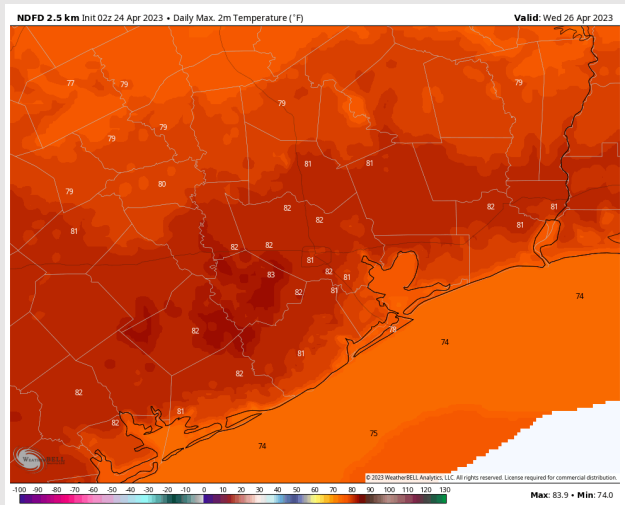 NDFD 2.5 km Init 02z 24 Apr 2023 • Daily Max. 2m Temperature (°F)
Valid: Wed 26 Apr 2023
77 79 79
79
79 79
81 81
79 80
82 82 81
82 81
81
82 82
81
83 82 81
82 81
74
82 78
74
81
82
82
82 81
75
74
WEATHERBELL
© 2023 WeatherBELL Analytics, LLC. All rights reserved. License required for commercial distribution.
-100 -90 -80 -70 -60 -50 -40 -30 -20 -10 0 10 20 30 40 50 60 70 80 90 100 110 120 130
Max: 83.9 • Min: 74.0